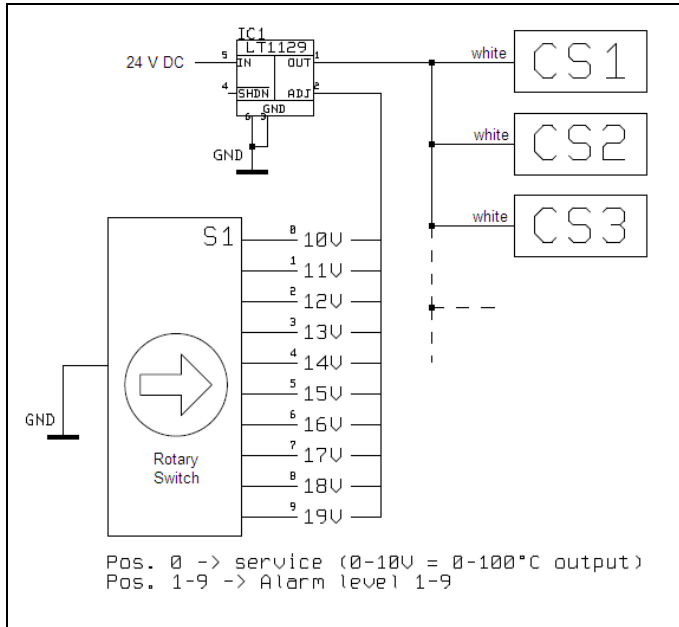 IC1
LT1129
24 V DC
5
IN
OUT
1
white
CS1
4
SHDN
ADJ
2
GND
6
3
GND
white
CS2
white
CS3
S1
0
10V
1
11V
2
12V
3
13V
4
14V
5
15V
6
16V
7
17V
8
18V
9
19V
GND
Rotary
Switch
Pos. 0 -> service (0-10V = 0-100°C output)
Pos. 1-9 -> Alarm level 1-9